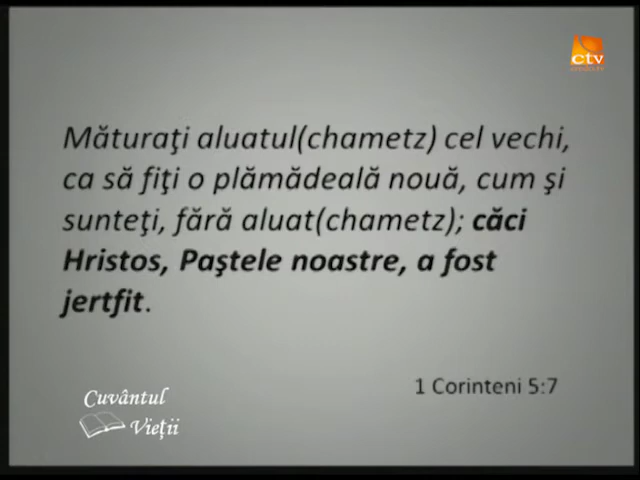 ctv
Măturaţi aluatul(chametz) cel vechi,
ca să fiţi o plămădeală nouă, cum şi
sunteţi, fără aluat(chametz); căci
Hristos, Paştele noastre, a fost
jertfit.
1 Corinteni 5:7
Cuvântul
Vieții